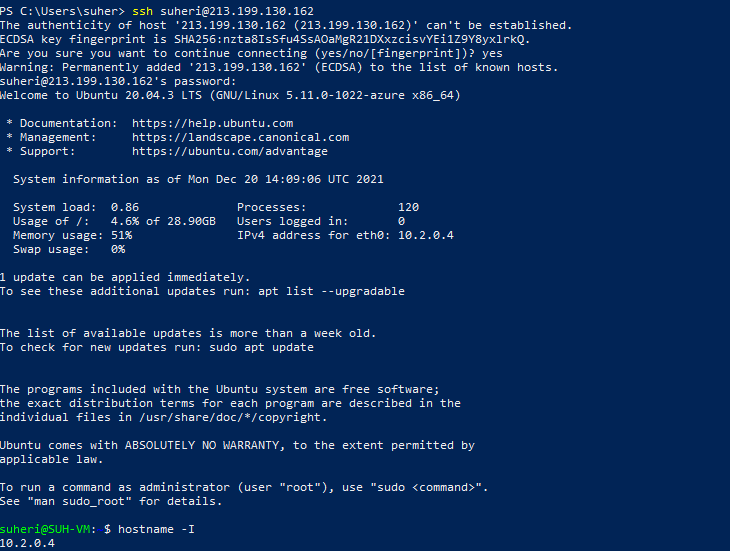 PS C:\Users\suher> ssh suheri@213.199.130.162
The authenticity of host '213.199.130.162 (213.199.130.162)' can't be established.
ECDSA key fingerprint is SHA256:nzta8IsSfu4SsAOaMgR21DXxzcisvYEi1Z9Y8yxlrkQ.
Are you sure you want to continue connecting (yes/no/[fingerprint])? yes
Warning: Permanently added '213.199.130.162' (ECDSA) to the list of known hosts.
suheri@213.199.130.162's password:
Welcome to Ubuntu 20.04.3 LTS (GNU/Linux 5.11.0-1022-azure x86_64)
* Documentation:  https://help.ubuntu.com
* Management:     https://landscape.canonical.com
* Support:        https://ubuntu.com/advantage
System information as of Mon Dec 20 14:09:06 UTC 2021
System load:  0.86              Processes:             120
Usage of /:   4.6% of 28.90GB   Users logged in:       0
Memory usage: 51%               IPv4 address for eth0: 10.2.0.4
Swap usage:   0%
1 update can be applied immediately.
To see these additional updates run: apt list --upgradable
The list of available updates is more than a week old.
To check for new updates run: sudo apt update
The programs included with the Ubuntu system are free software;
the exact distribution terms for each program are described in the
individual files in /usr/share/doc/*/copyright.
Ubuntu comes with ABSOLUTELY NO WARRANTY, to the extent permitted by
applicable law.
To run a command as administrator (user "root"), use "sudo <command>".
See "man sudo_root" for details.
suheri@SUH-VM: $ hostname -I
10.2.0.4